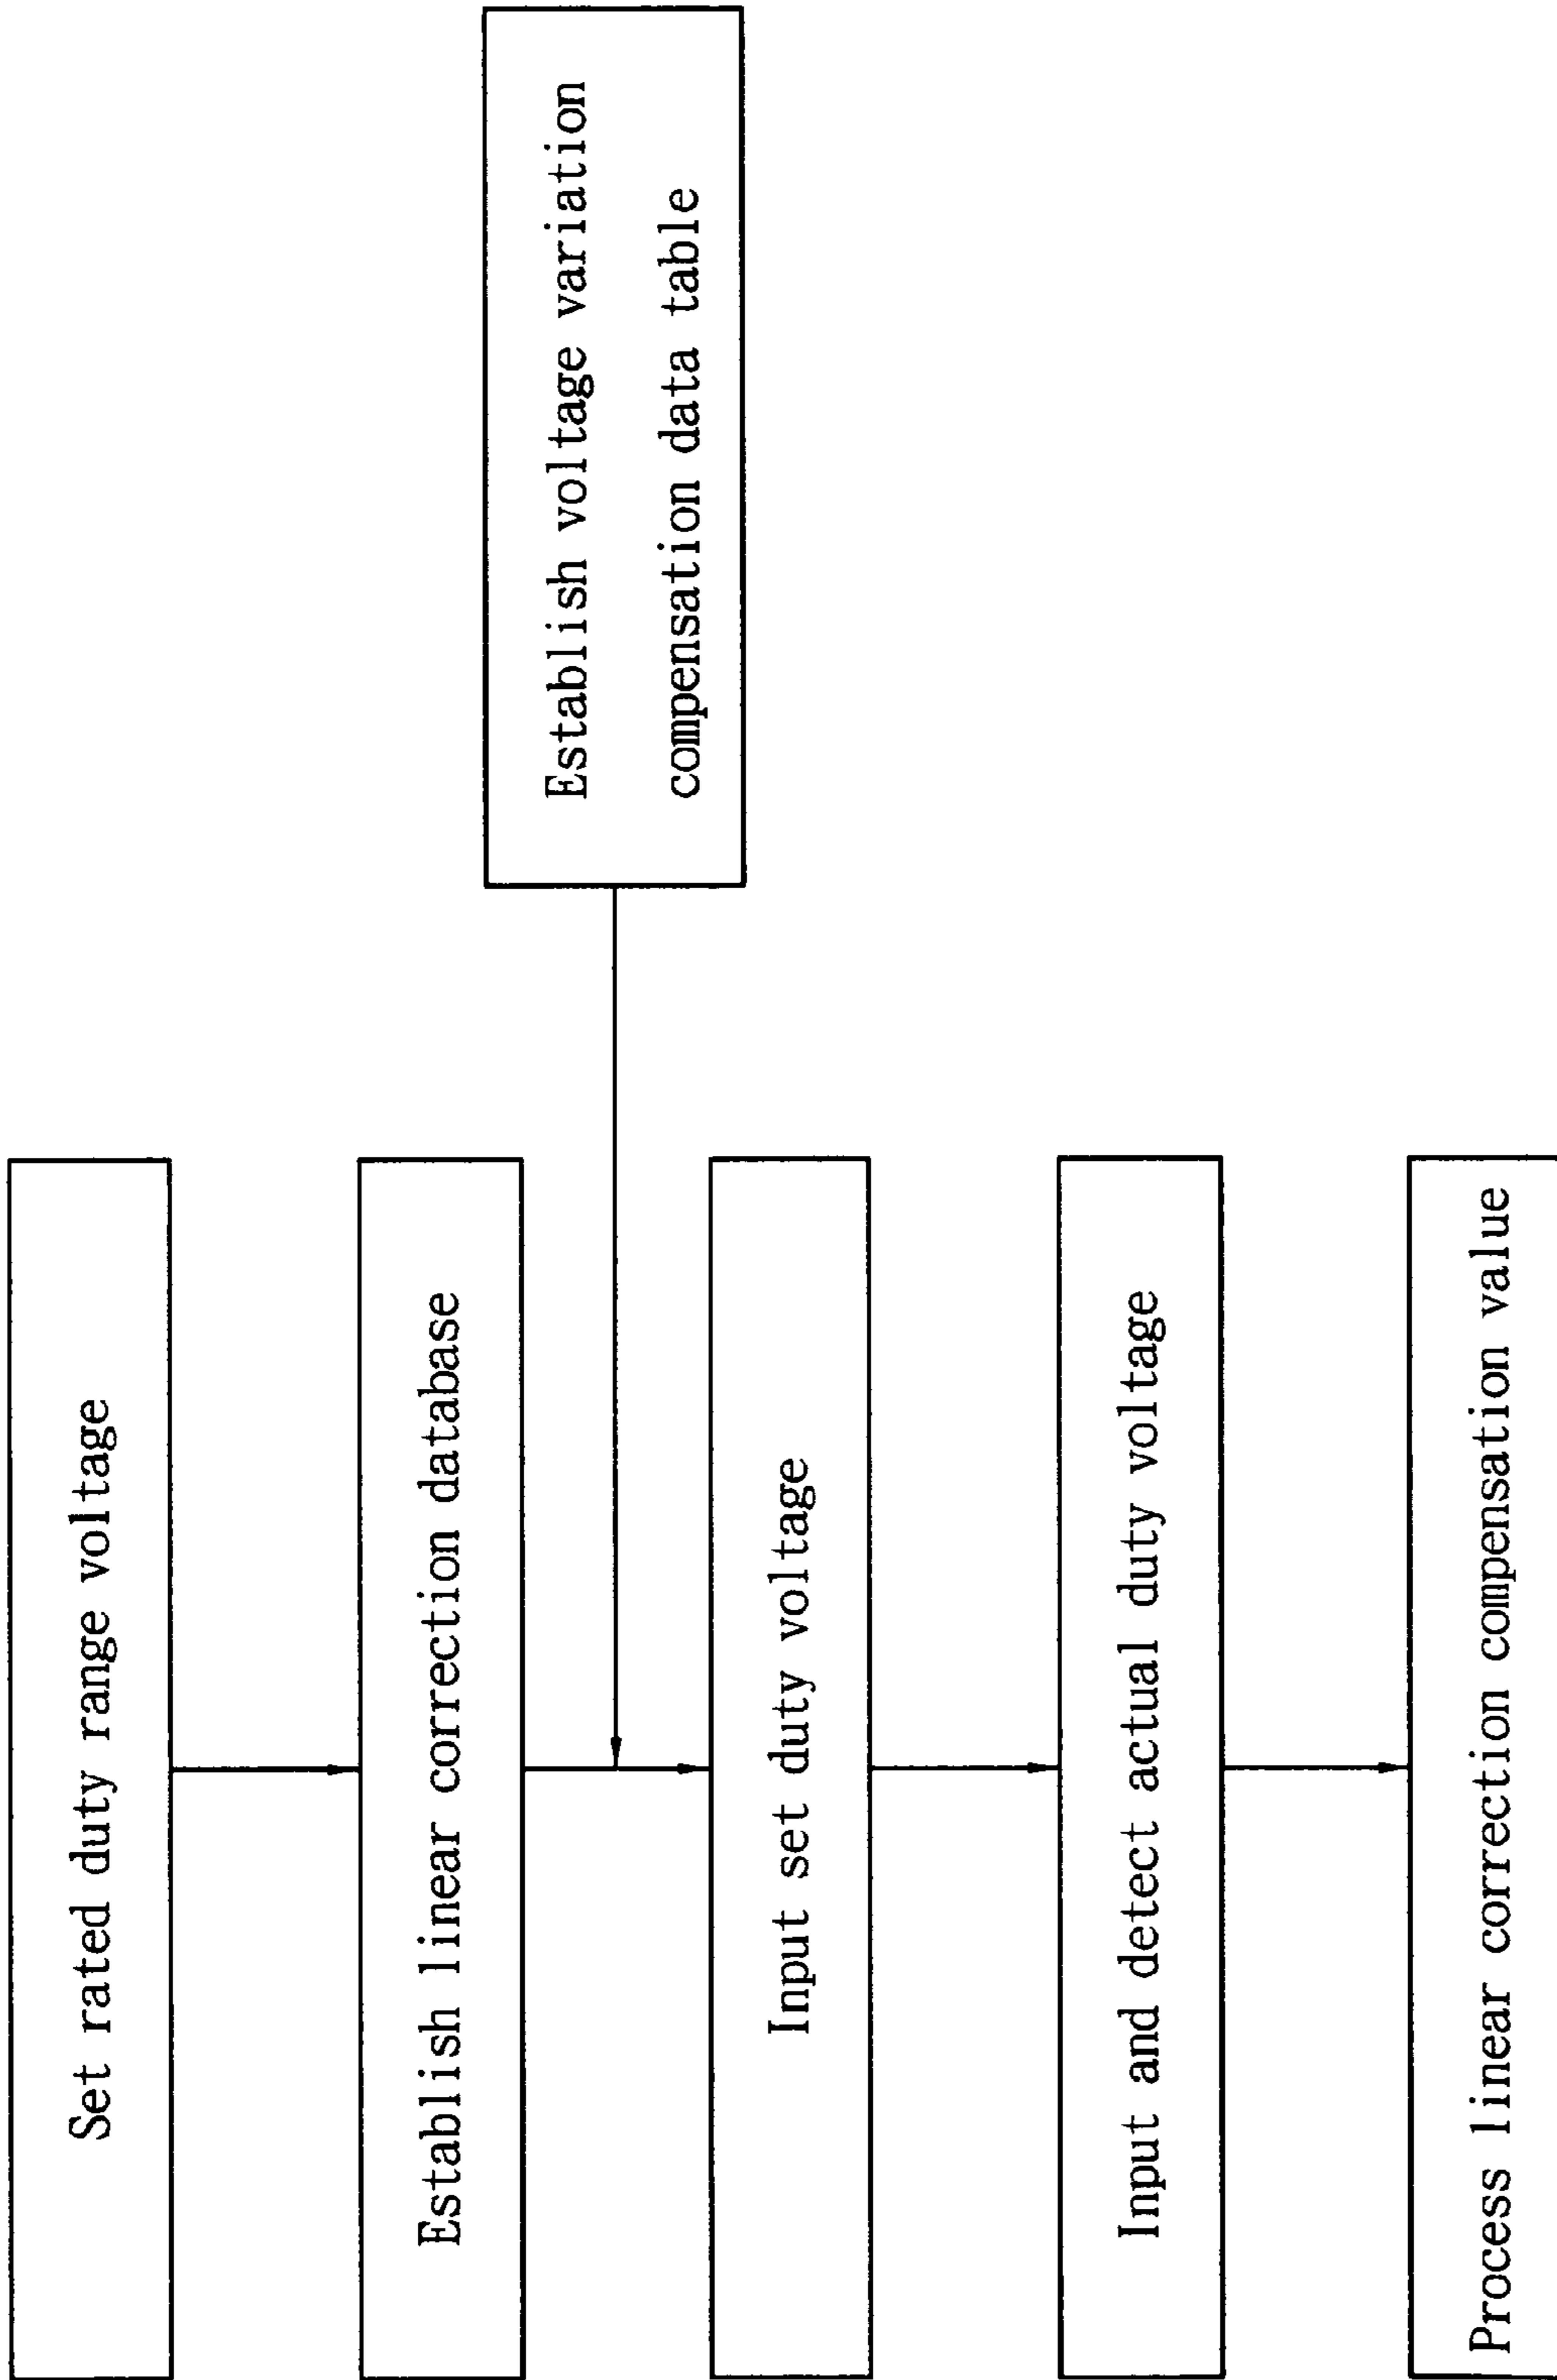 Set rated duty range voltage
Establish linear correction database
Establish voltage variation
compensation data table
Input set duty voltage
Input and detect actual duty voltage
Process linear correction compensation value